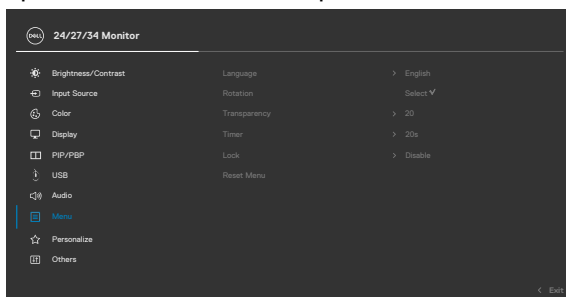 DELL 24/27/34 Monitor
Brightness/Contrast Language > English
Input Source Rotation Select
Color Transparency > 20
Display Timer > 20s
PIP/PBP Lock > Disable
USB Reset Menu
Audio
Menu
Personalize
Others
< Exit